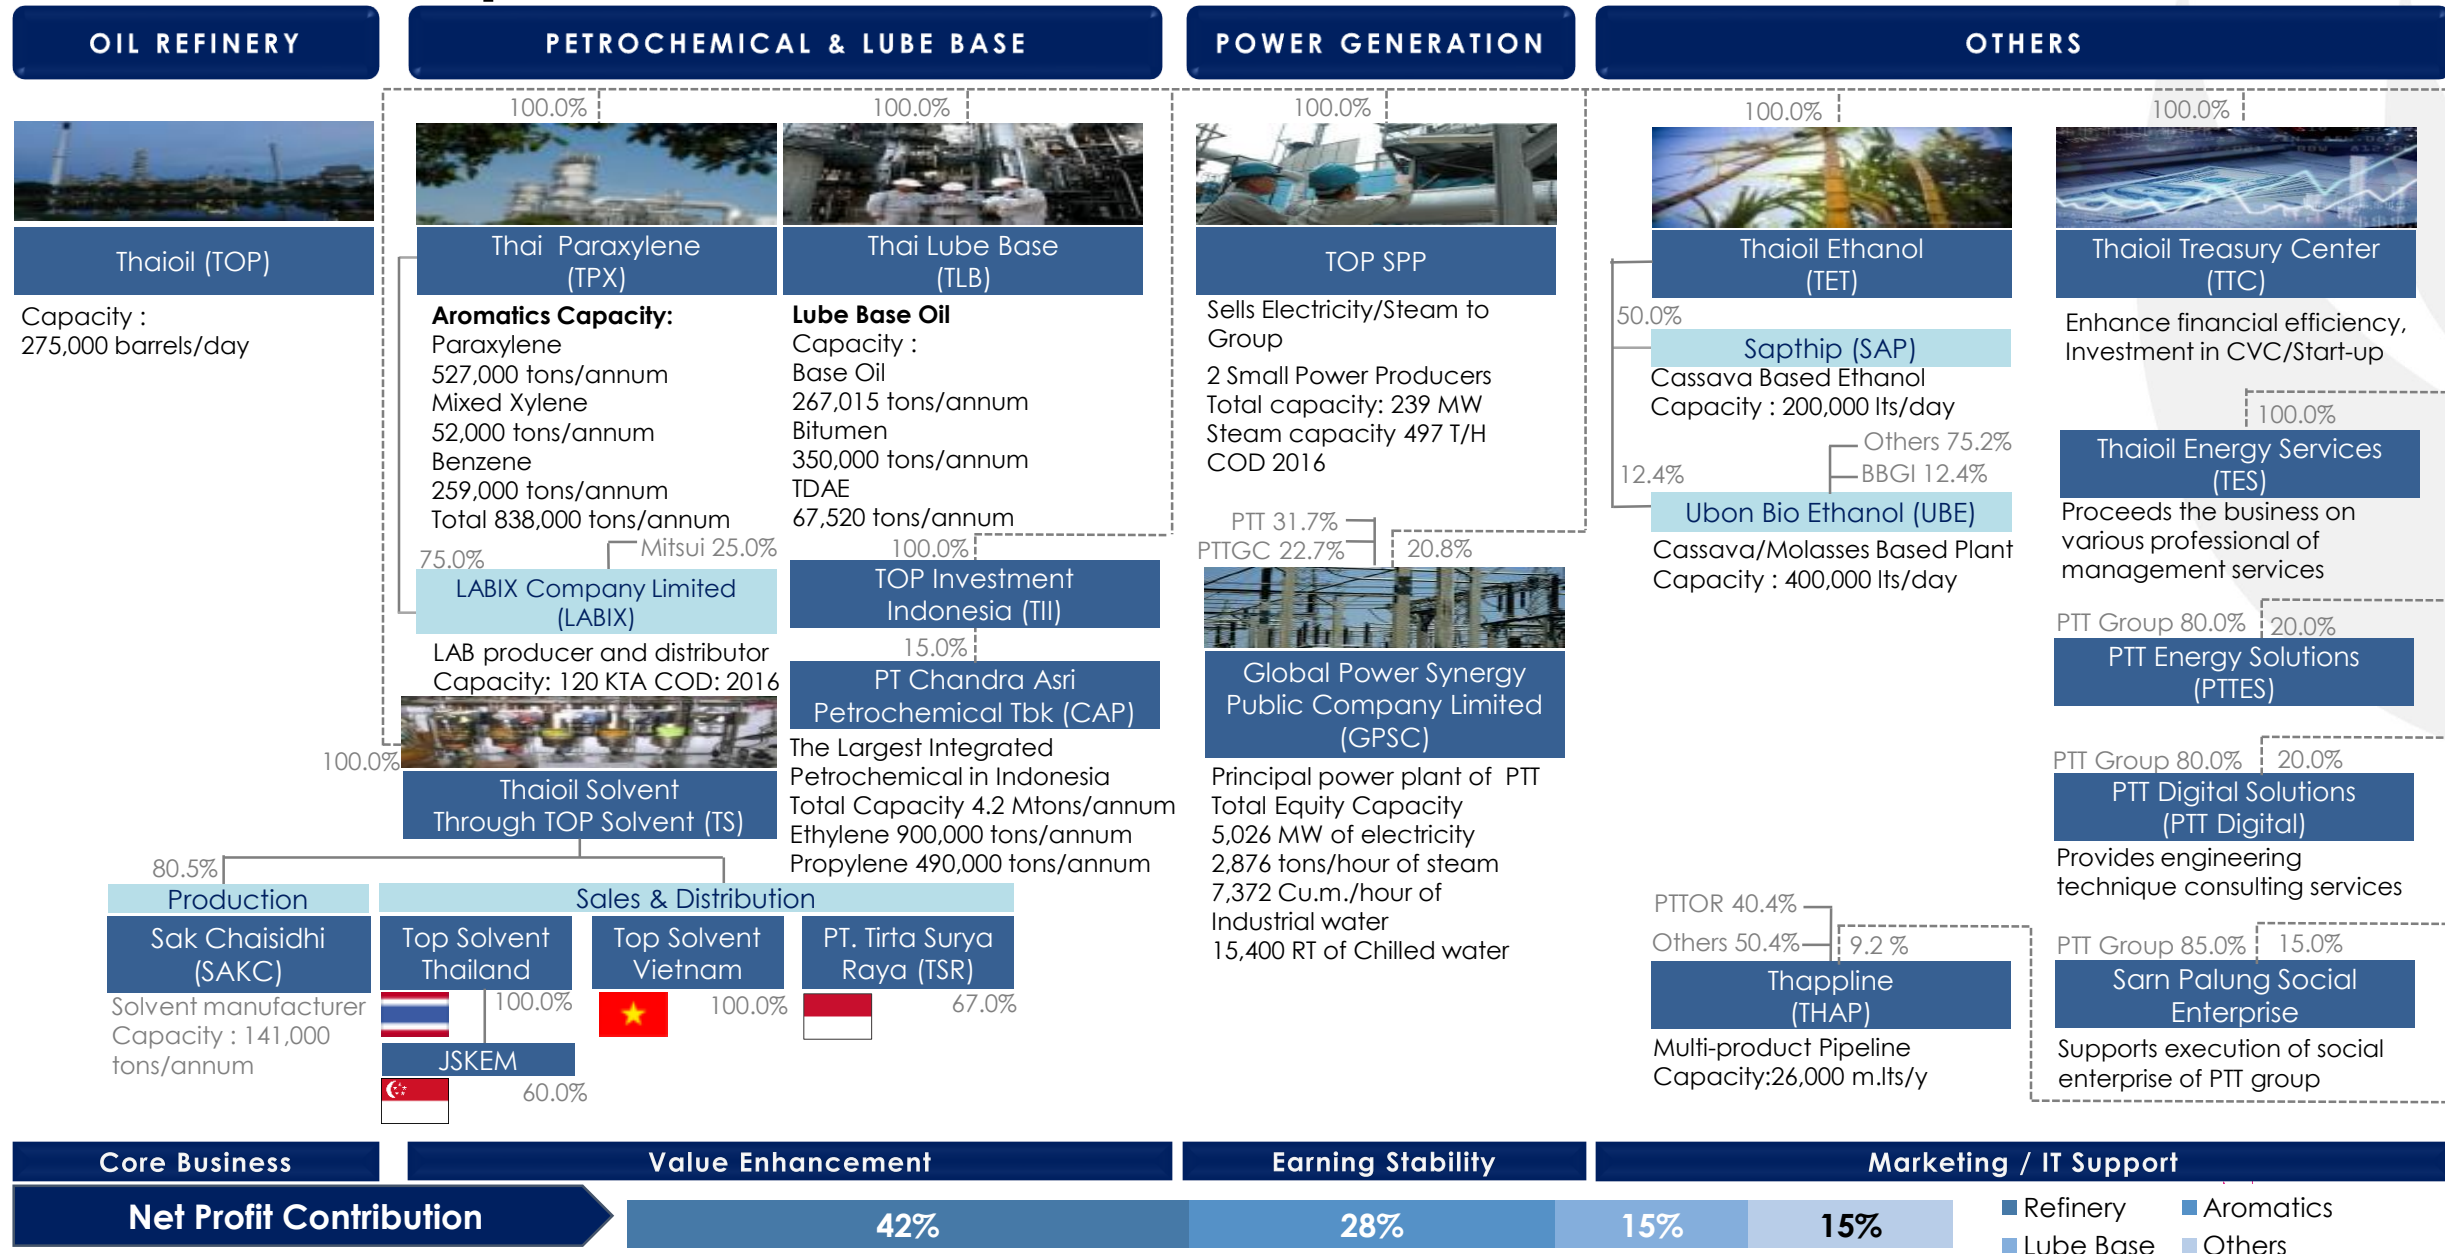 OIL REFINERY
PETROCHEMICAL & LUBE BASE
POWER GENERATION
OTHERS
Thaioil (TOP)
Capacity :
275,000 barrels/day
100.0%
Thai Paraxylene
(TPX)
Aromatics Capacity:
Paraxylene
527,000 tons/annum
Mixed Xylene
52,000 tons/annum
Benzene
259,000 tons/annum
Total 838,000 tons/annum
Mitsui 25.0%
75.0%
LABIX Company Limited
(LABIX)
LAB producer and distributor
Capacity: 120 KTA COD: 2016
100.0%
Thaioil Solvent
Through TOP Solvent (TS)
100.0%
Thai Lube Base
(TLB)
Lube Base Oil
Capacity :
Base Oil
267,015 tons/annum
Bitumen
350,000 tons/annum
TDAE
67,520 tons/annum
100.0%
TOP Investment
Indonesia (TII)
15.0%
PT Chandra Asri
Petrochemical Tbk (CAP)
The Largest Integrated
Petrochemical in Indonesia
Total Capacity 4.2 Mtons/annum
Ethylene 900,000 tons/annum
Propylene 490,000 tons/annum
80.5%
Production
Sak Chaisidhi
(SAKC)
Solvent manufacturer
Capacity : 141,000
tons/annum
Sales & Distribution
Top Solvent
Thailand
100.0%
JSKEM
60.0%
Top Solvent
Vietnam
100.0%
PT. Tirta Surya
Raya (TSR)
67.0%
100.0%
TOP SPP
Sells Electricity/Steam to
Group
2 Small Power Producers
Total capacity: 239 MW
Steam capacity 497 T/H
COD 2016
PTT 31.7%
PTTGC 22.7%
20.8%
Global Power Synergy
Public Company Limited
(GPSC)
Principal power plant of PTT
Total Equity Capacity
5,026 MW of electricity
2,876 tons/hour of steam
7,372 Cu.m./hour of
Industrial water
15,400 RT of Chilled water
100.0%
Thaioil Ethanol
(TET)
50.0%
Sapthip (SAP)
Cassava Based Ethanol
Capacity : 200,000 lts/day
Others 75.2%
BBGI 12.4%
12.4%
Ubon Bio Ethanol (UBE)
Cassava/Molasses Based Plant
Capacity : 400,000 lts/day
PTTOR 40.4%
Others 50.4%
9.2 %
Thappline
(THAP)
Multi-product Pipeline
Capacity:26,000 m.lts/y
100.0%
Thaioil Treasury Center
(TTC)
Enhance financial efficiency,
Investment in CVC/Start-up
100.0%
Thaioil Energy Services
(TES)
Proceeds the business on
various professional of
management services
PTT Group 80.0%
20.0%
PTT Energy Solutions
(PTTES)
PTT Group 80.0%
20.0%
PTT Digital Solutions
(PTT Digital)
Provides engineering
technique consulting services
PTT Group 85.0%
15.0%
Sarn Palung Social
Enterprise
Supports execution of social
enterprise of PTT group
Core Business
Value Enhancement
Earning Stability
Marketing / IT Support
Net Profit Contribution
42%
28%
15%
15%
Refinery
Aromatics
Lube Base
Others